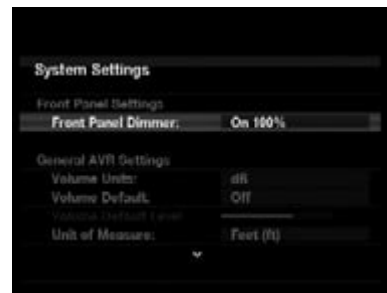 System Settings
Front Panel Settings
Front Panel Dimmer: On 100%
General AVR Settings
Volume Units: dB
Volume Default: Off
Volume Default Level
Unit of Measure: Feet (ft)